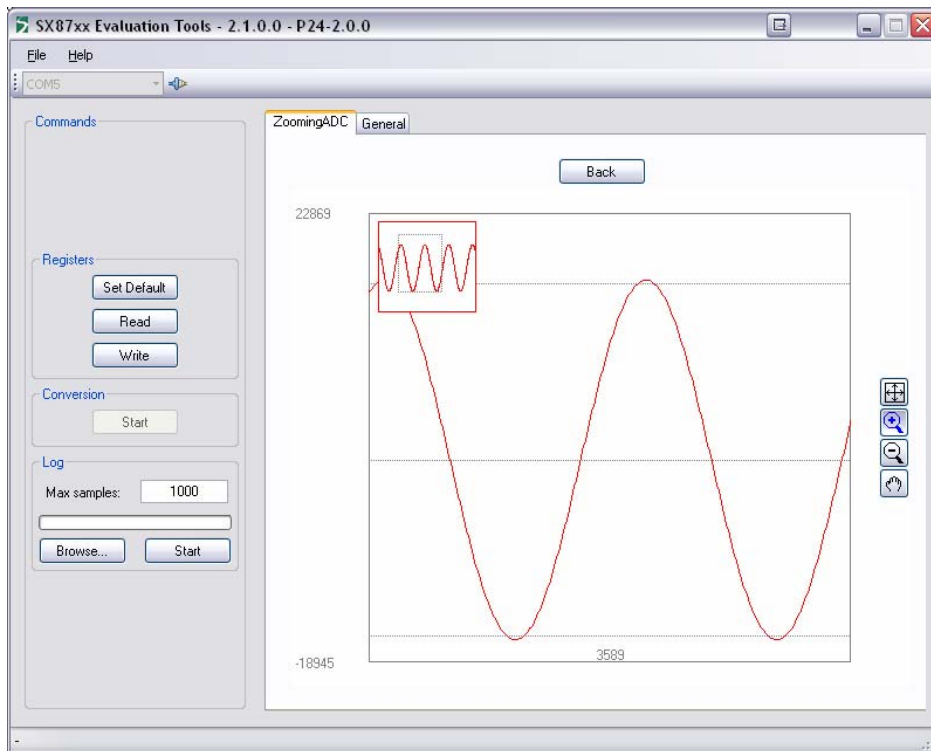 SX87xx Evaluation Tools - 2.1.0.0 - P24-2.0.0
File Help
COM5
Commands
ZoomingADC General
Back
22869
Registers
Set Default
Read
Write
Conversion
Start
Log
Max samples: 1000
Browse... Start
-18945
3589
-